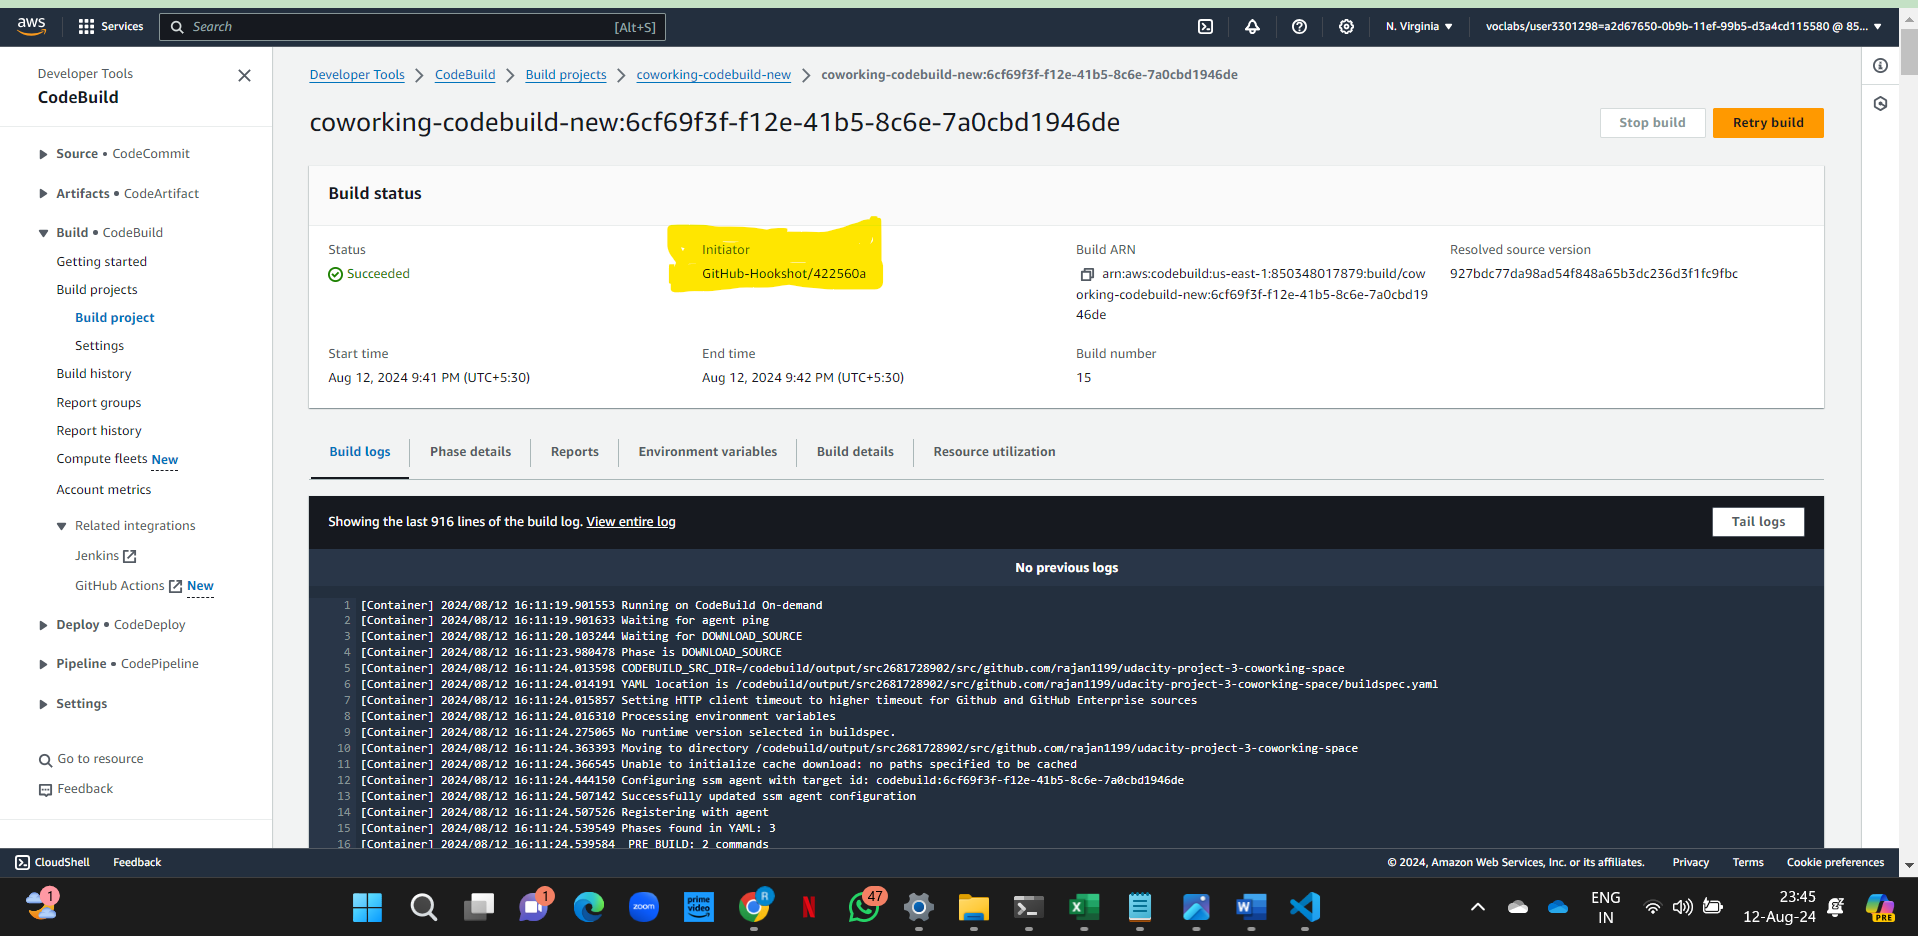 aws
Services
Search
[Alt+S]
N. Virginia
voclabs/user3301298=a2d67650-0b9b-11ef-99b5-d3a4cd115580 @ 85...
Developer Tools
CodeBuild
Source • CodeCommit
Artifacts • CodeArtifact
Build • CodeBuild
Getting started
Build projects
Build project
Settings
Build history
Report groups
Report history
Compute fleets New
Account metrics
Related integrations
Jenkins
GitHub Actions New
Deploy • CodeDeploy
Pipeline • CodePipeline
Settings
Go to resource
Feedback
Developer Tools > CodeBuild > Build projects > coworking-codebuild-new > coworking-codebuild-new:6cf69f3f-f12e-41b5-8c6e-7a0cbd1946de
coworking-codebuild-new:6cf69f3f-f12e-41b5-8c6e-7a0cbd1946de
Stop build
Retry build
Build status
Status
Succeeded
Initiator
GitHub-Hookshot/422560a
Build ARN
arn:aws:codebuild:us-east-1:850348017879:build/cow
orking-codebuild-new:6cf69f3f-f12e-41b5-8c6e-7a0cbd19
46de
Resolved source version
927bdc77da98ad54f848a65b3dc236d3f1fc9fbc
Start time
Aug 12, 2024 9:41 PM (UTC+5:30)
End time
Aug 12, 2024 9:42 PM (UTC+5:30)
Build number
15
Build logs
Phase details
Reports
Environment variables
Build details
Resource utilization
Showing the last 916 lines of the build log. View entire log
Tail logs
No previous logs
1 [Container] 2024/08/12 16:11:19.901553 Running on CodeBuild On-demand
2 [Container] 2024/08/12 16:11:19.901633 Waiting for agent ping
3 [Container] 2024/08/12 16:11:20.103244 Waiting for DOWNLOAD_SOURCE
4 [Container] 2024/08/12 16:11:23.980478 Phase is DOWNLOAD_SOURCE
5 [Container] 2024/08/12 16:11:24.013598 CODEBUILD_SRC_DIR=/codebuild/output/src2681728902/src/github.com/rajan1199/udacity-project-3-coworking-space
6 [Container] 2024/08/12 16:11:24.014191 YAML location is /codebuild/output/src2681728902/src/github.com/rajan1199/udacity-project-3-coworking-space/buildspec.yaml
7 [Container] 2024/08/12 16:11:24.015857 Setting HTTP client timeout to higher timeout for Github and GitHub Enterprise sources
8 [Container] 2024/08/12 16:11:24.016310 Processing environment variables
9 [Container] 2024/08/12 16:11:24.275065 No runtime version selected in buildspec.
10 [Container] 2024/08/12 16:11:24.363393 Moving to directory /codebuild/output/src2681728902/src/github.com/rajan1199/udacity-project-3-coworking-space
11 [Container] 2024/08/12 16:11:24.366545 Unable to initialize cache download: no paths specified to be cached
12 [Container] 2024/08/12 16:11:24.444150 Configuring ssm agent with target id: codebuild:6cf69f3f-f12e-41b5-8c6e-7a0cbd1946de
13 [Container] 2024/08/12 16:11:24.507142 Successfully updated ssm agent configuration
14 [Container] 2024/08/12 16:11:24.507526 Registering with agent
15 [Container] 2024/08/12 16:11:24.539549 Phases found in YAML: 3
16 [Container] 2024/08/12 16:11:24.539584 PRE_BUILD: 2 commands
CloudShell
Feedback
© 2024, Amazon Web Services, Inc. or its affiliates.
Privacy
Terms
Cookie preferences
1
1
zoom
prime video
R
N
47
W
ENG
IN
23:45
12-Aug-24
PRE